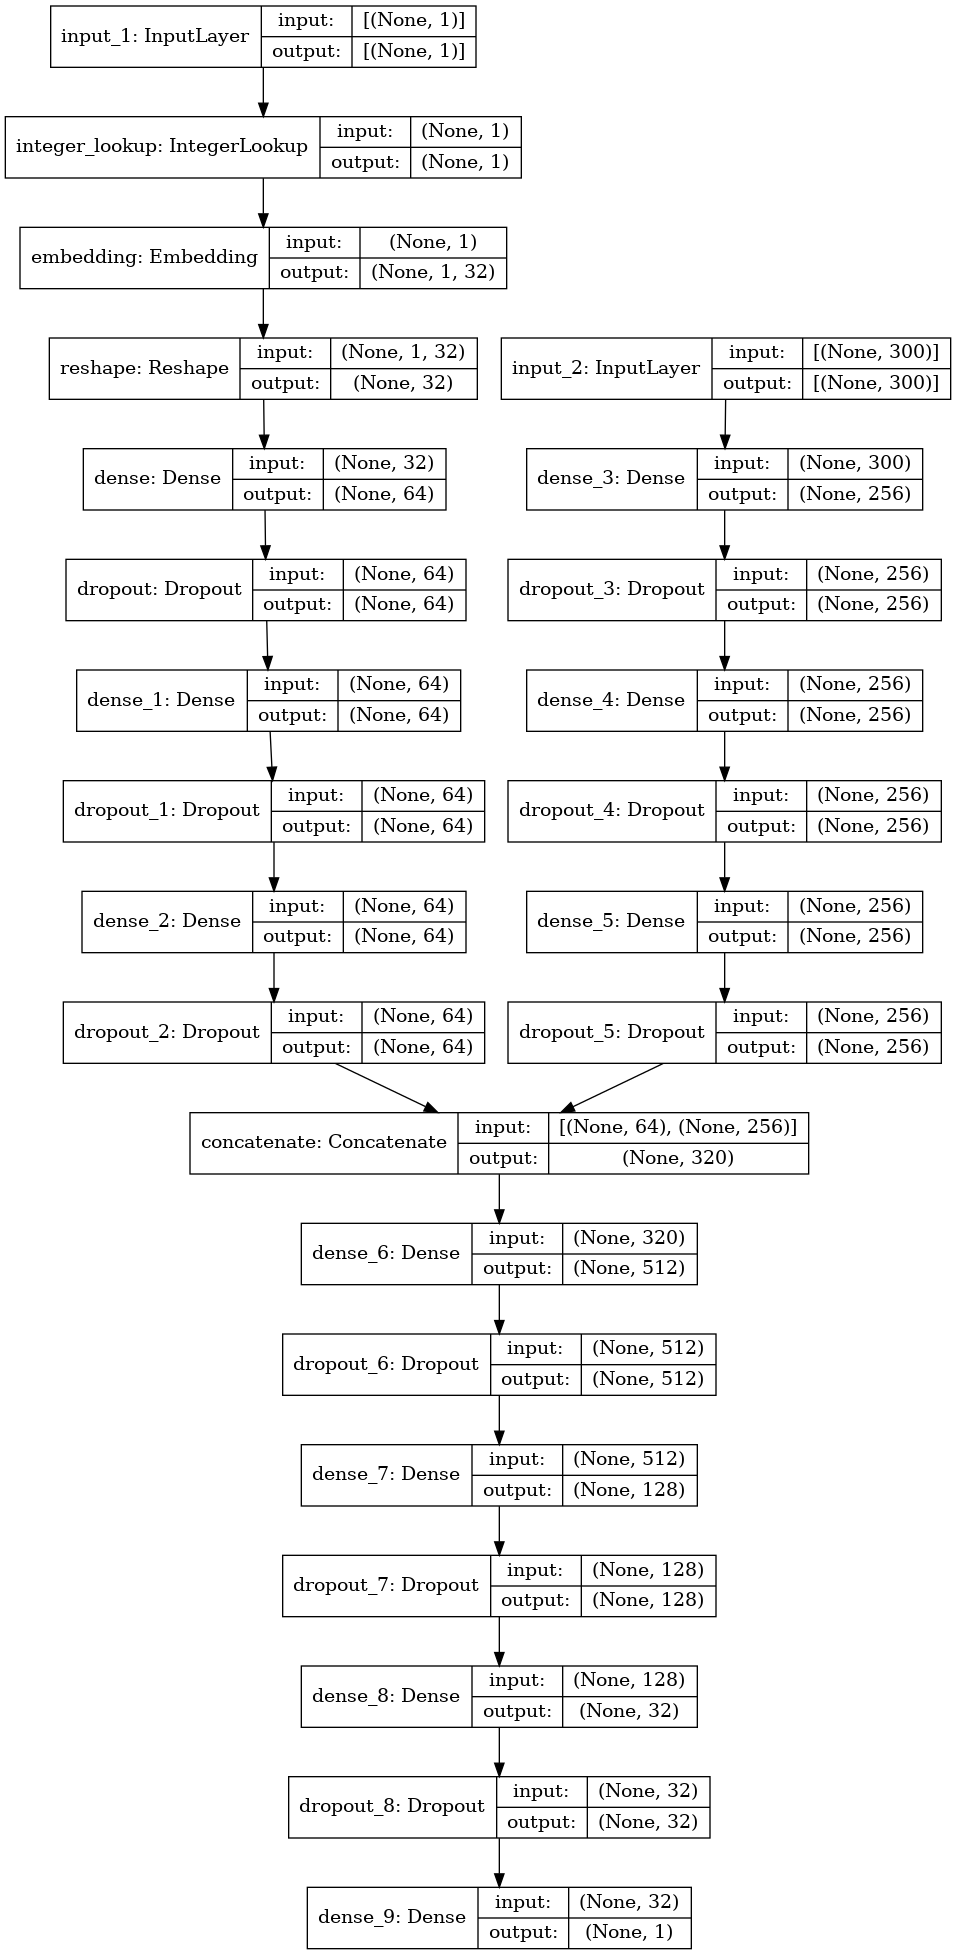 input_1: InputLayer
input: [(None, 1)]
output: [(None, 1)]
integer_lookup: IntegerLookup
input: (None, 1)
output: (None, 1)
embedding: Embedding
input: (None, 1)
output: (None, 1, 32)
reshape: Reshape
input: (None, 1, 32)
output: (None, 32)
input_2: InputLayer
input: [(None, 300)]
output: [(None, 300)]
dense: Dense
input: (None, 32)
output: (None, 64)
dense_3: Dense
input: (None, 300)
output: (None, 256)
dropout: Dropout
input: (None, 64)
output: (None, 64)
dropout_3: Dropout
input: (None, 256)
output: (None, 256)
dense_1: Dense
input: (None, 64)
output: (None, 64)
dense_4: Dense
input: (None, 256)
output: (None, 256)
dropout_1: Dropout
input: (None, 64)
output: (None, 64)
dropout_4: Dropout
input: (None, 256)
output: (None, 256)
dense_2: Dense
input: (None, 64)
output: (None, 64)
dense_5: Dense
input: (None, 256)
output: (None, 256)
dropout_2: Dropout
input: (None, 64)
output: (None, 64)
dropout_5: Dropout
input: (None, 256)
output: (None, 256)
concatenate: Concatenate
input: [(None, 64), (None, 256)]
output: (None, 320)
dense_6: Dense
input: (None, 320)
output: (None, 512)
dropout_6: Dropout
input: (None, 512)
output: (None, 512)
dense_7: Dense
input: (None, 512)
output: (None, 128)
dropout_7: Dropout
input: (None, 128)
output: (None, 128)
dense_8: Dense
input: (None, 128)
output: (None, 32)
dropout_8: Dropout
input: (None, 32)
output: (None, 32)
dense_9: Dense
input: (None, 32)
output: (None, 1)